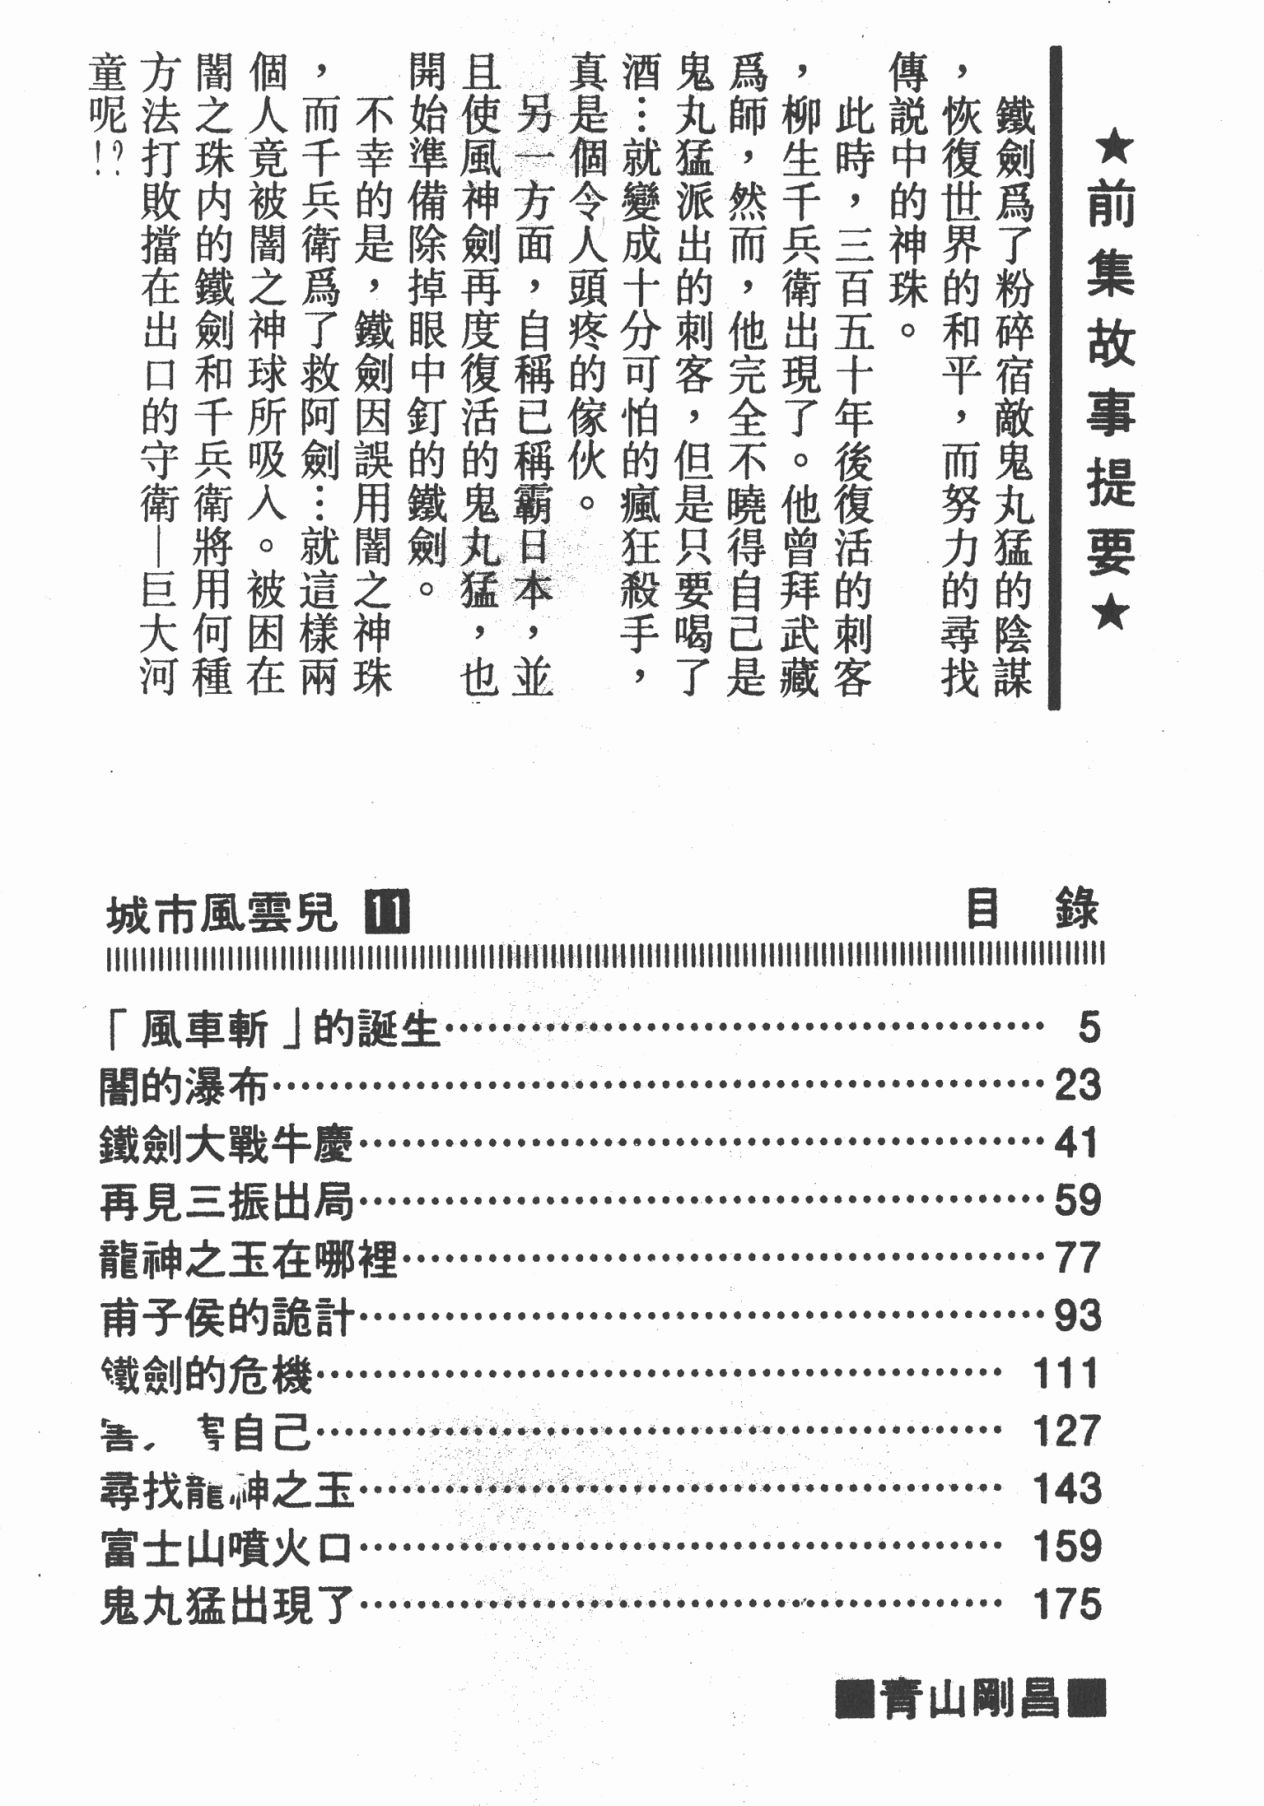 ★前集故事提要★
鐵劍爲了粉碎宿敵鬼丸猛的陰謀
，恢復世界的和平，而努力的尋找
傳説中的神珠。
此時，三百五十年後復活的刺客
，柳生千兵衛出現了。他曾拜武藏
爲師，然而，他完全不曉得自己是
鬼丸猛派出的刺客，但是只要喝了
酒…就變成十分可怕的瘋狂殺手，
真是個令人頭疼的傢伙。
另一方面，自稱已稱霸日本，並
且使風神劍再度復活的鬼丸猛，也
開始準備除掉眼中釘的鐵劍。
不幸的是，鐵劍因誤用闇之神珠
，而千兵衛爲了救阿劍…就這樣兩
個人竟被闇之神球所吸入。被困在
闇之珠内的鐵劍和千兵衛將用何種
方法打敗擋在出口的守衛—巨大河
童呢!?
城市風雲兒 11 目 錄
「風車斬」的誕生…………………………………… 5
闇的瀑布……………………………………………… 23
鐵劍大戰牛慶………………………………………… 41
再見三振出局………………………………………… 59
龍神之玉在哪裡……………………………………… 77
甫子侯的詭計………………………………………… 93
鐵劍的危機………………………………………… 111
自己………………………………………… 127
尋找龍神之玉……………………………………… 143
富士山噴火口……………………………………… 159
鬼丸猛出現了……………………………………… 175
■青山剛昌■